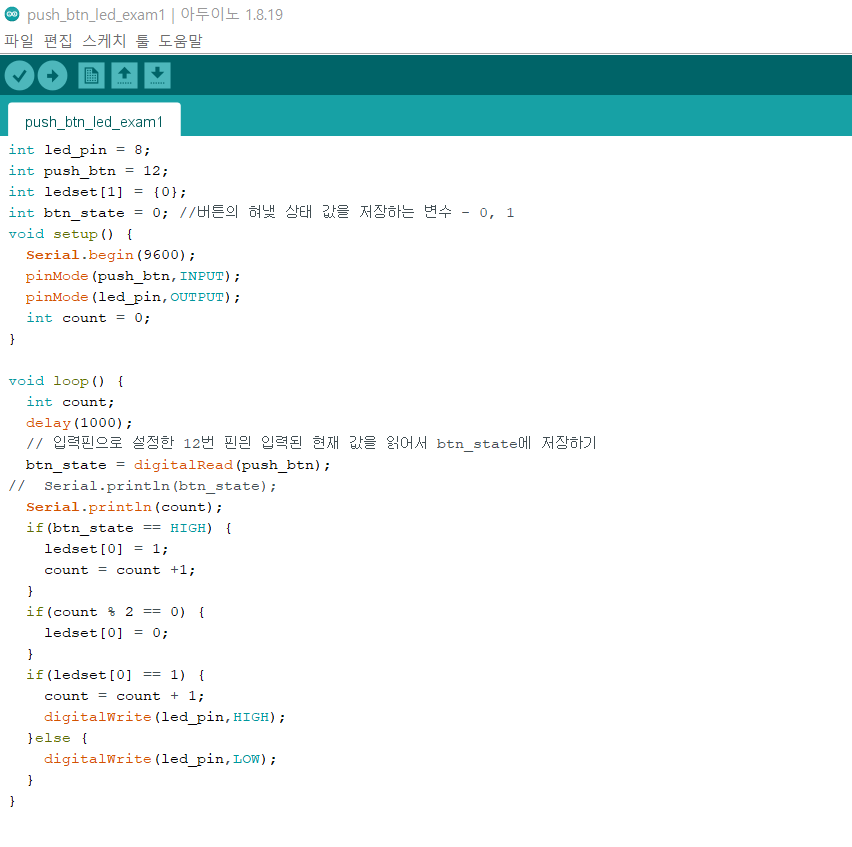 push_btn_led_exam1 | 아두이노 1.8.19
파일 편집 스케치 툴 도움말
push_btn_led_exam1
int led_pin = 8;
int push_btn = 12;
int ledset[1] = {0};
int btn_state = 0; //버튼의 혀냊 상태 값을 저장하는 변수 - 0, 1
void setup() {
  Serial.begin(9600);
  pinMode(push_btn,INPUT);
  pinMode(led_pin,OUTPUT);
  int count = 0;
}
void loop() {
  int count;
  delay(1000);
  // 입력핀으로 설정한 12번 핀읜 입력된 현재 값을 읽어서 btn_state에 저장하기
  btn_state = digitalRead(push_btn);
//  Serial.println(btn_state);
  Serial.println(count);
  if(btn_state == HIGH) {
    ledset[0] = 1;
    count = count +1;
  }
  if(count % 2 == 0) {
    ledset[0] = 0;
  }
  if(ledset[0] == 1) {
    count = count + 1;
    digitalWrite(led_pin,HIGH);
  }else {
    digitalWrite(led_pin,LOW);
  }
}